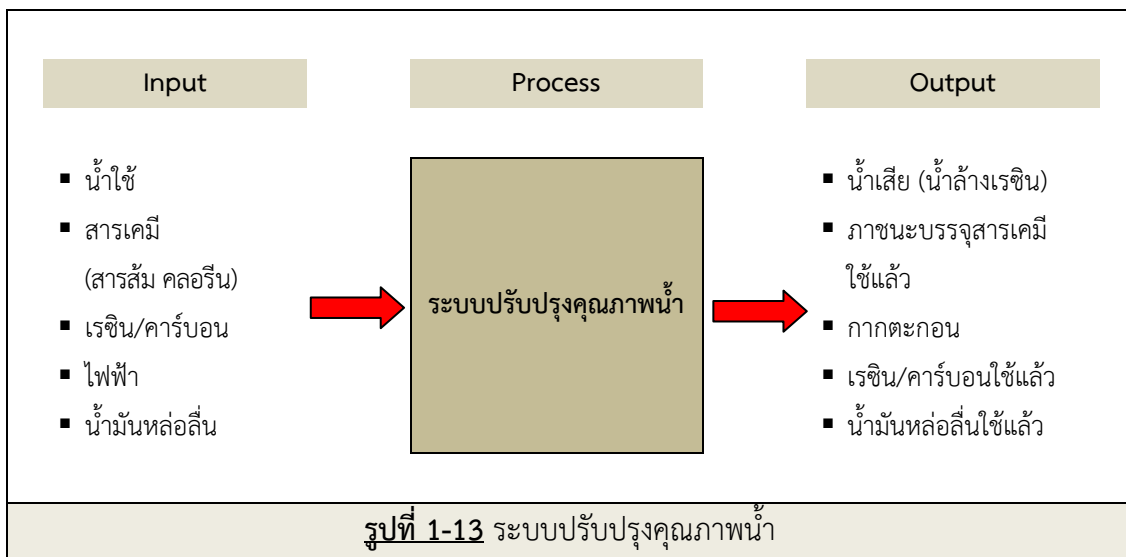 Input
Process
Output
▪ น้ำใช้
▪ สารเคมี
(สารส้ม คลอรีน)
▪ เรซิน/คาร์บอน
▪ ไฟฟ้า
▪ น้ำมันหล่อลื่น
ระบบปรับปรุงคุณภาพน้ำ
▪ น้ำเสีย (น้ำล้างเรซิน)
▪ ภาชนะบรรจุสารเคมี
ใช้แล้ว
▪ กากตะกอน
▪ เรซิน/คาร์บอนใช้แล้ว
▪ น้ำมันหล่อลื่นใช้แล้ว
รูปที่ 1-13 ระบบปรับปรุงคุณภาพน้ำ